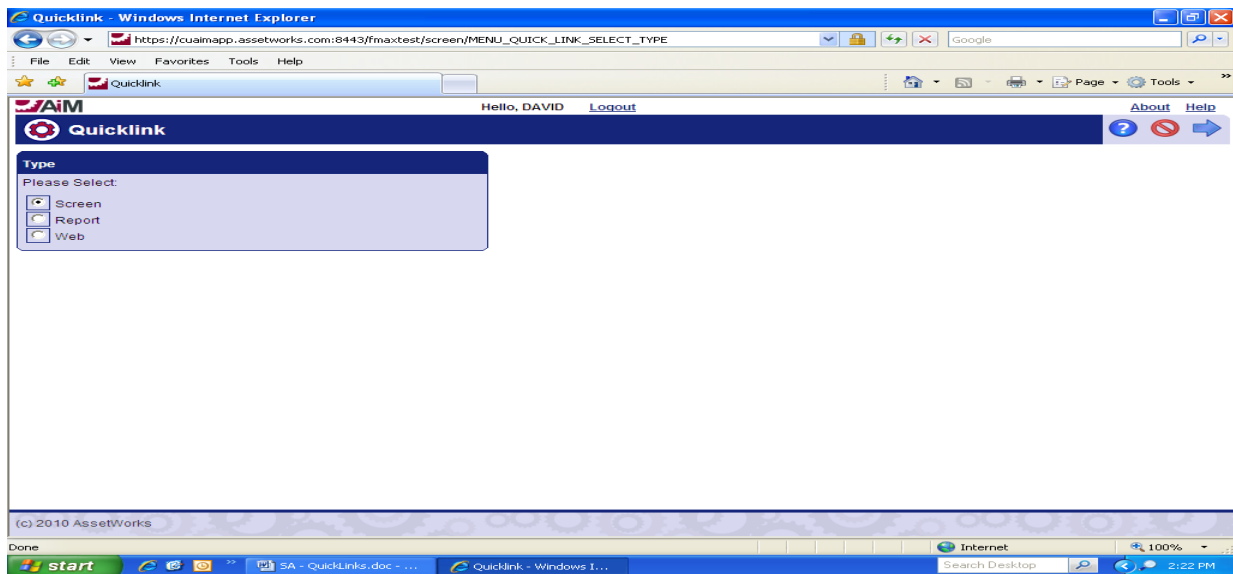 Quicklink - Windows Internet Explorer
https://cuaimapp.assetworks.com:8443/fmaxtest/screen/MENU_QUICK_LINK_SELECT_TYPE Google
File Edit View Favorites Tools Help
Quicklink Page Tools
AiM Hello, DAVID Logout About Help
Quicklink
Type
Please Select:
Screen
Report
Web
(c) 2010 AssetWorks
Done Internet 100%
start SA - QuickLinks.doc - ... Quicklink - Windows I... Search Desktop 2:22 PM